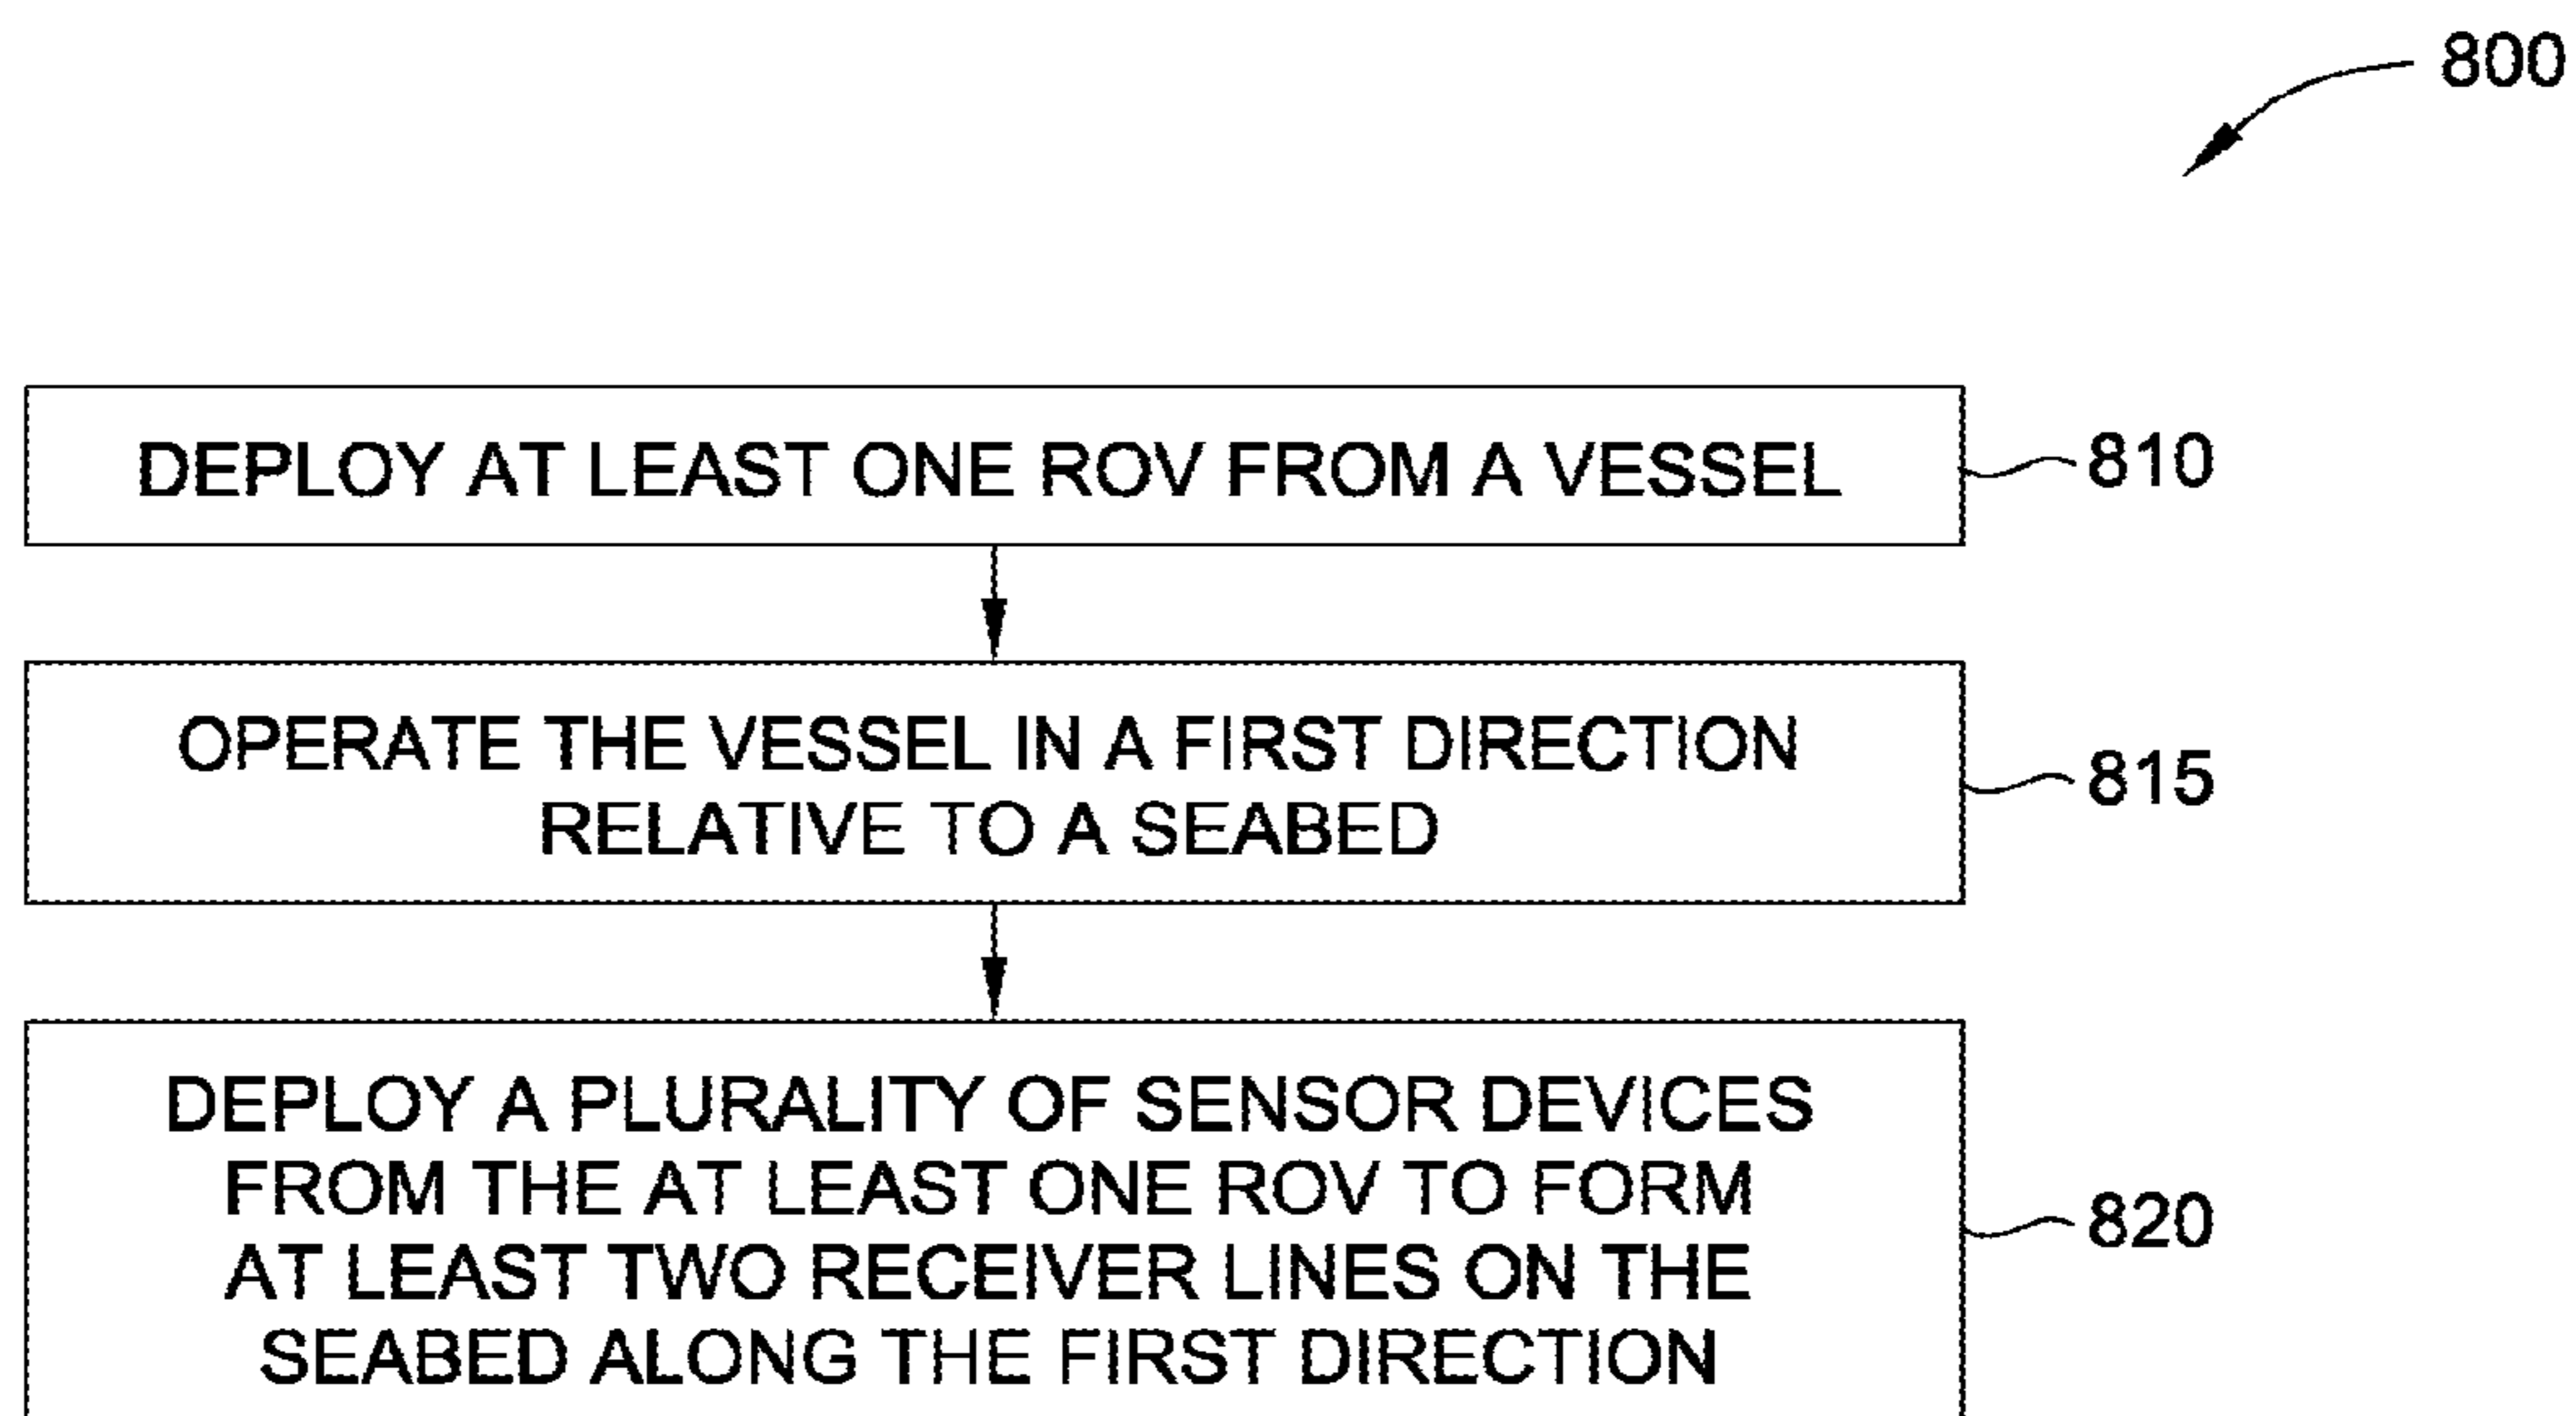 800
DEPLOY AT LEAST ONE ROV FROM A VESSEL
810
OPERATE THE VESSEL IN A FIRST DIRECTION
RELATIVE TO A SEABED
815
DEPLOY A PLURALITY OF SENSOR DEVICES
FROM THE AT LEAST ONE ROV TO FORM
AT LEAST TWO RECEIVER LINES ON THE
SEABED ALONG THE FIRST DIRECTION
820